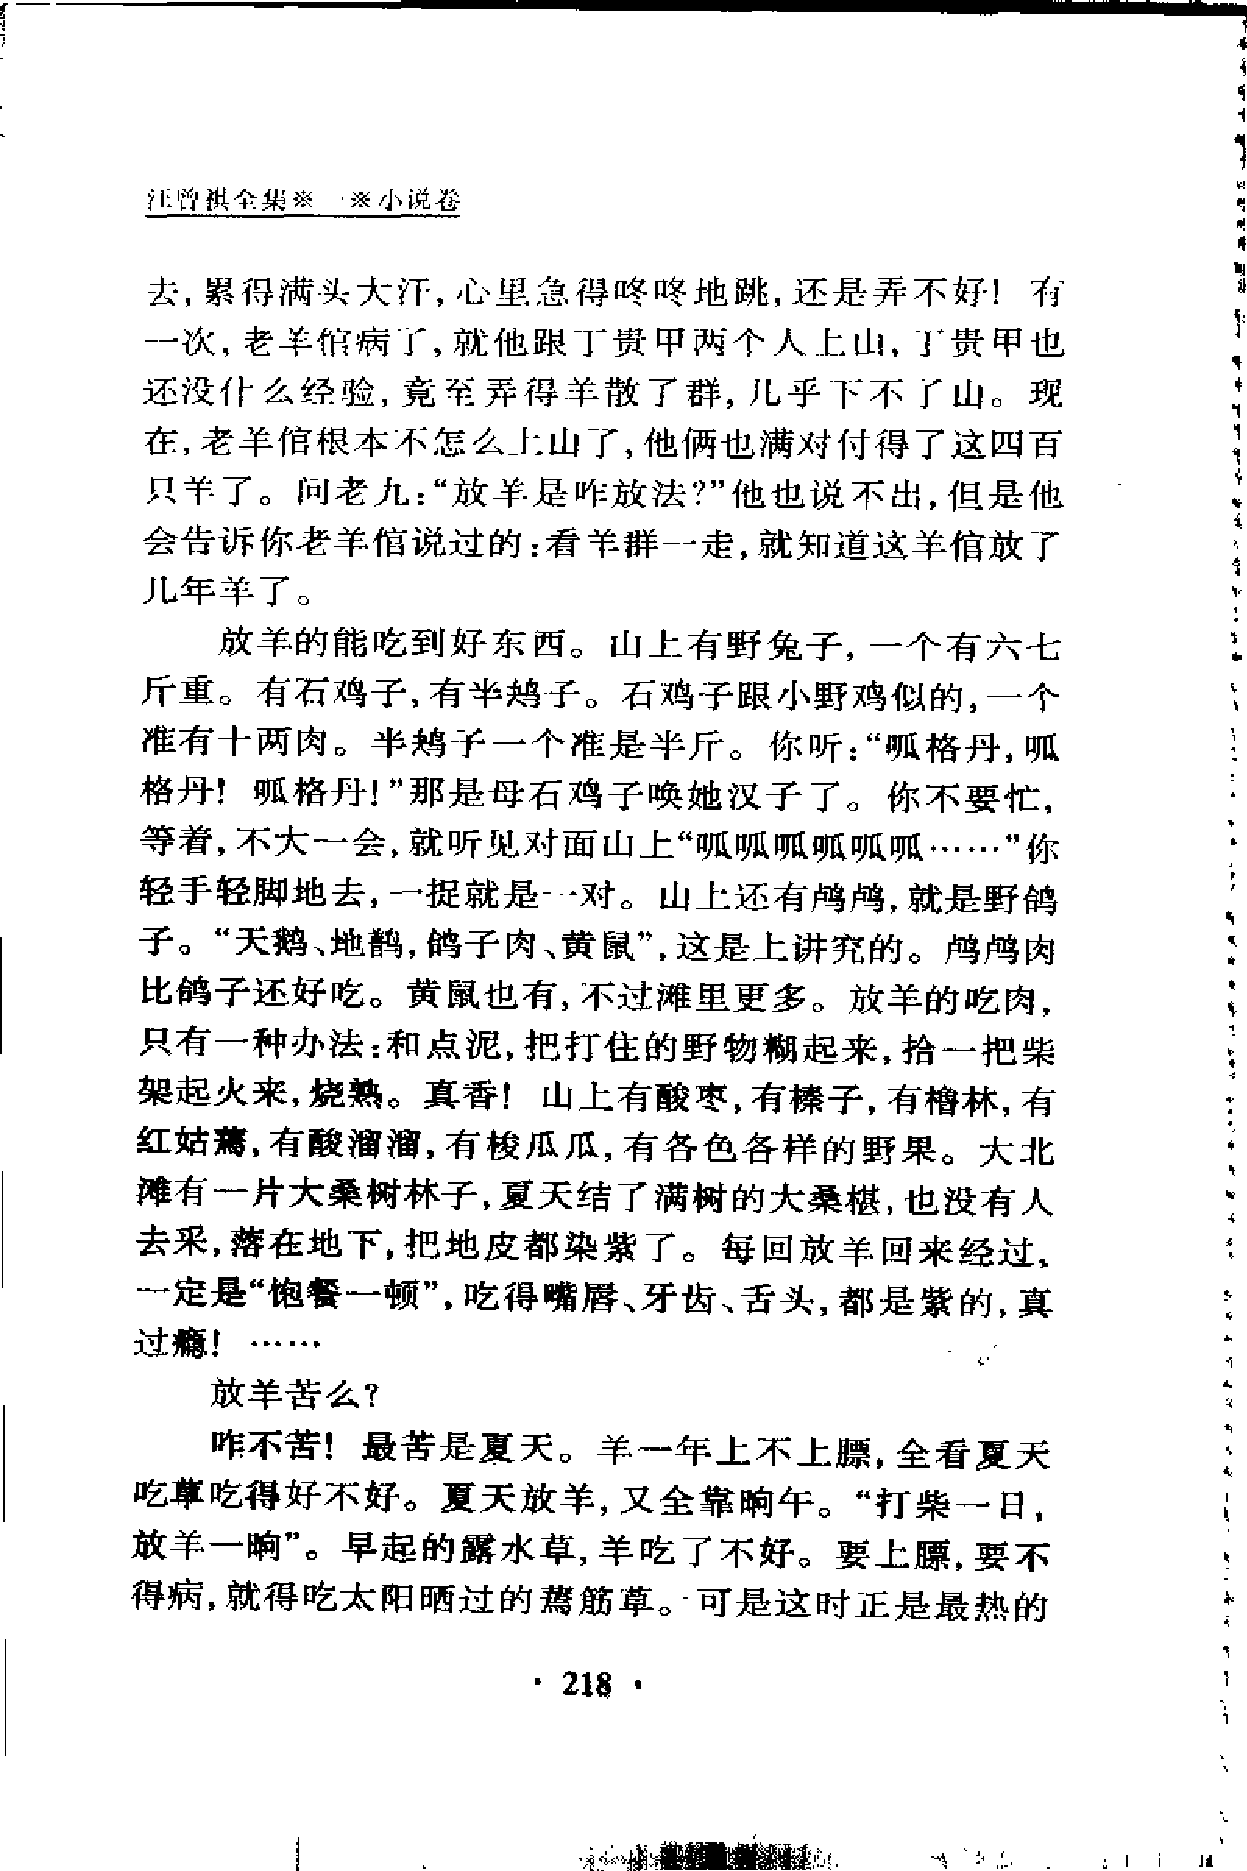 汪曾祺全集※一※小说卷
去,累得满头大汗,心里急得咚咚地跳,还是弄不好！有
一次,老羊倌病了,就他跟丁贵甲两个人上山,丁贵甲也
还没什么经验,竟至弄得羊散了群,几乎下不了山。现
在,老羊倌根本不怎么上山了,他俩也满对付得了这四百
只羊了。问老九:“放羊是咋放法?”他也说不出,但是他
会告诉你老羊倌说过的:看羊群一走,就知道这羊倌放了
几年羊了。
放羊的能吃到好东西。山上有野兔子,一个有六七
斤重。有石鸡子,有半鸪子。石鸡子跟小野鸡似的,一个
准有十两肉。半鸪子一个准是半斤。你听:“呱格丹,呱
格丹！呱格丹!”那是母石鸡子唤她汉子了。你不要忙,
等着,不大一会,就听见对面山上“呱呱呱呱呱呱……”你
轻手轻脚地去,一捉就是一对。山上还有鸬鸬,就是野鸽
子。“天鹅、地鹊,鸽子肉、黄鼠”,这是上讲究的。鸬鸬肉
比鸽子还好吃。黄鼠也有,不过滩里更多。放羊的吃肉,
只有一种办法:和点泥,把打住的野物糊起来,拾一把柴
架起火来,烧熟。真香！山上有酸枣,有榛子,有橹林,有
红姑蔫,有酸溜溜,有梭瓜瓜,有各色各样的野果。大北
滩有一片大桑树林子,夏天结了满树的大桑椹,也没有人
去采,落在地下,把地皮都染紫了。每回放羊回来经过,
一定是“饱餐一顿”,吃得嘴唇、牙齿、舌头,都是紫的,真
过瘾！……
放羊苦么?
咋不苦！最苦是夏天。羊一年上不上膘,全看夏天
吃草吃得好不好。夏天放羊,又全靠晌午。“打柴一日,
放羊一晌”。早起的露水草,羊吃了不好。要上膘,要不
得病,就得吃太阳晒过的蔫筋草。可是这时正是最热的
· 218 ·